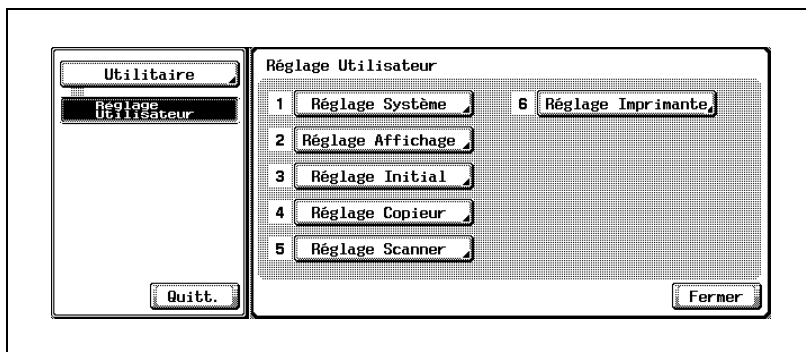 Utilitaire
Réglage
Utilisateur
Quitt.
Réglage Utilisateur
1 Réglage Système
2 Réglage Affichage
3 Réglage Initial
4 Réglage Copieur
5 Réglage Scanner
6 Réglage Imprimante
Fermer